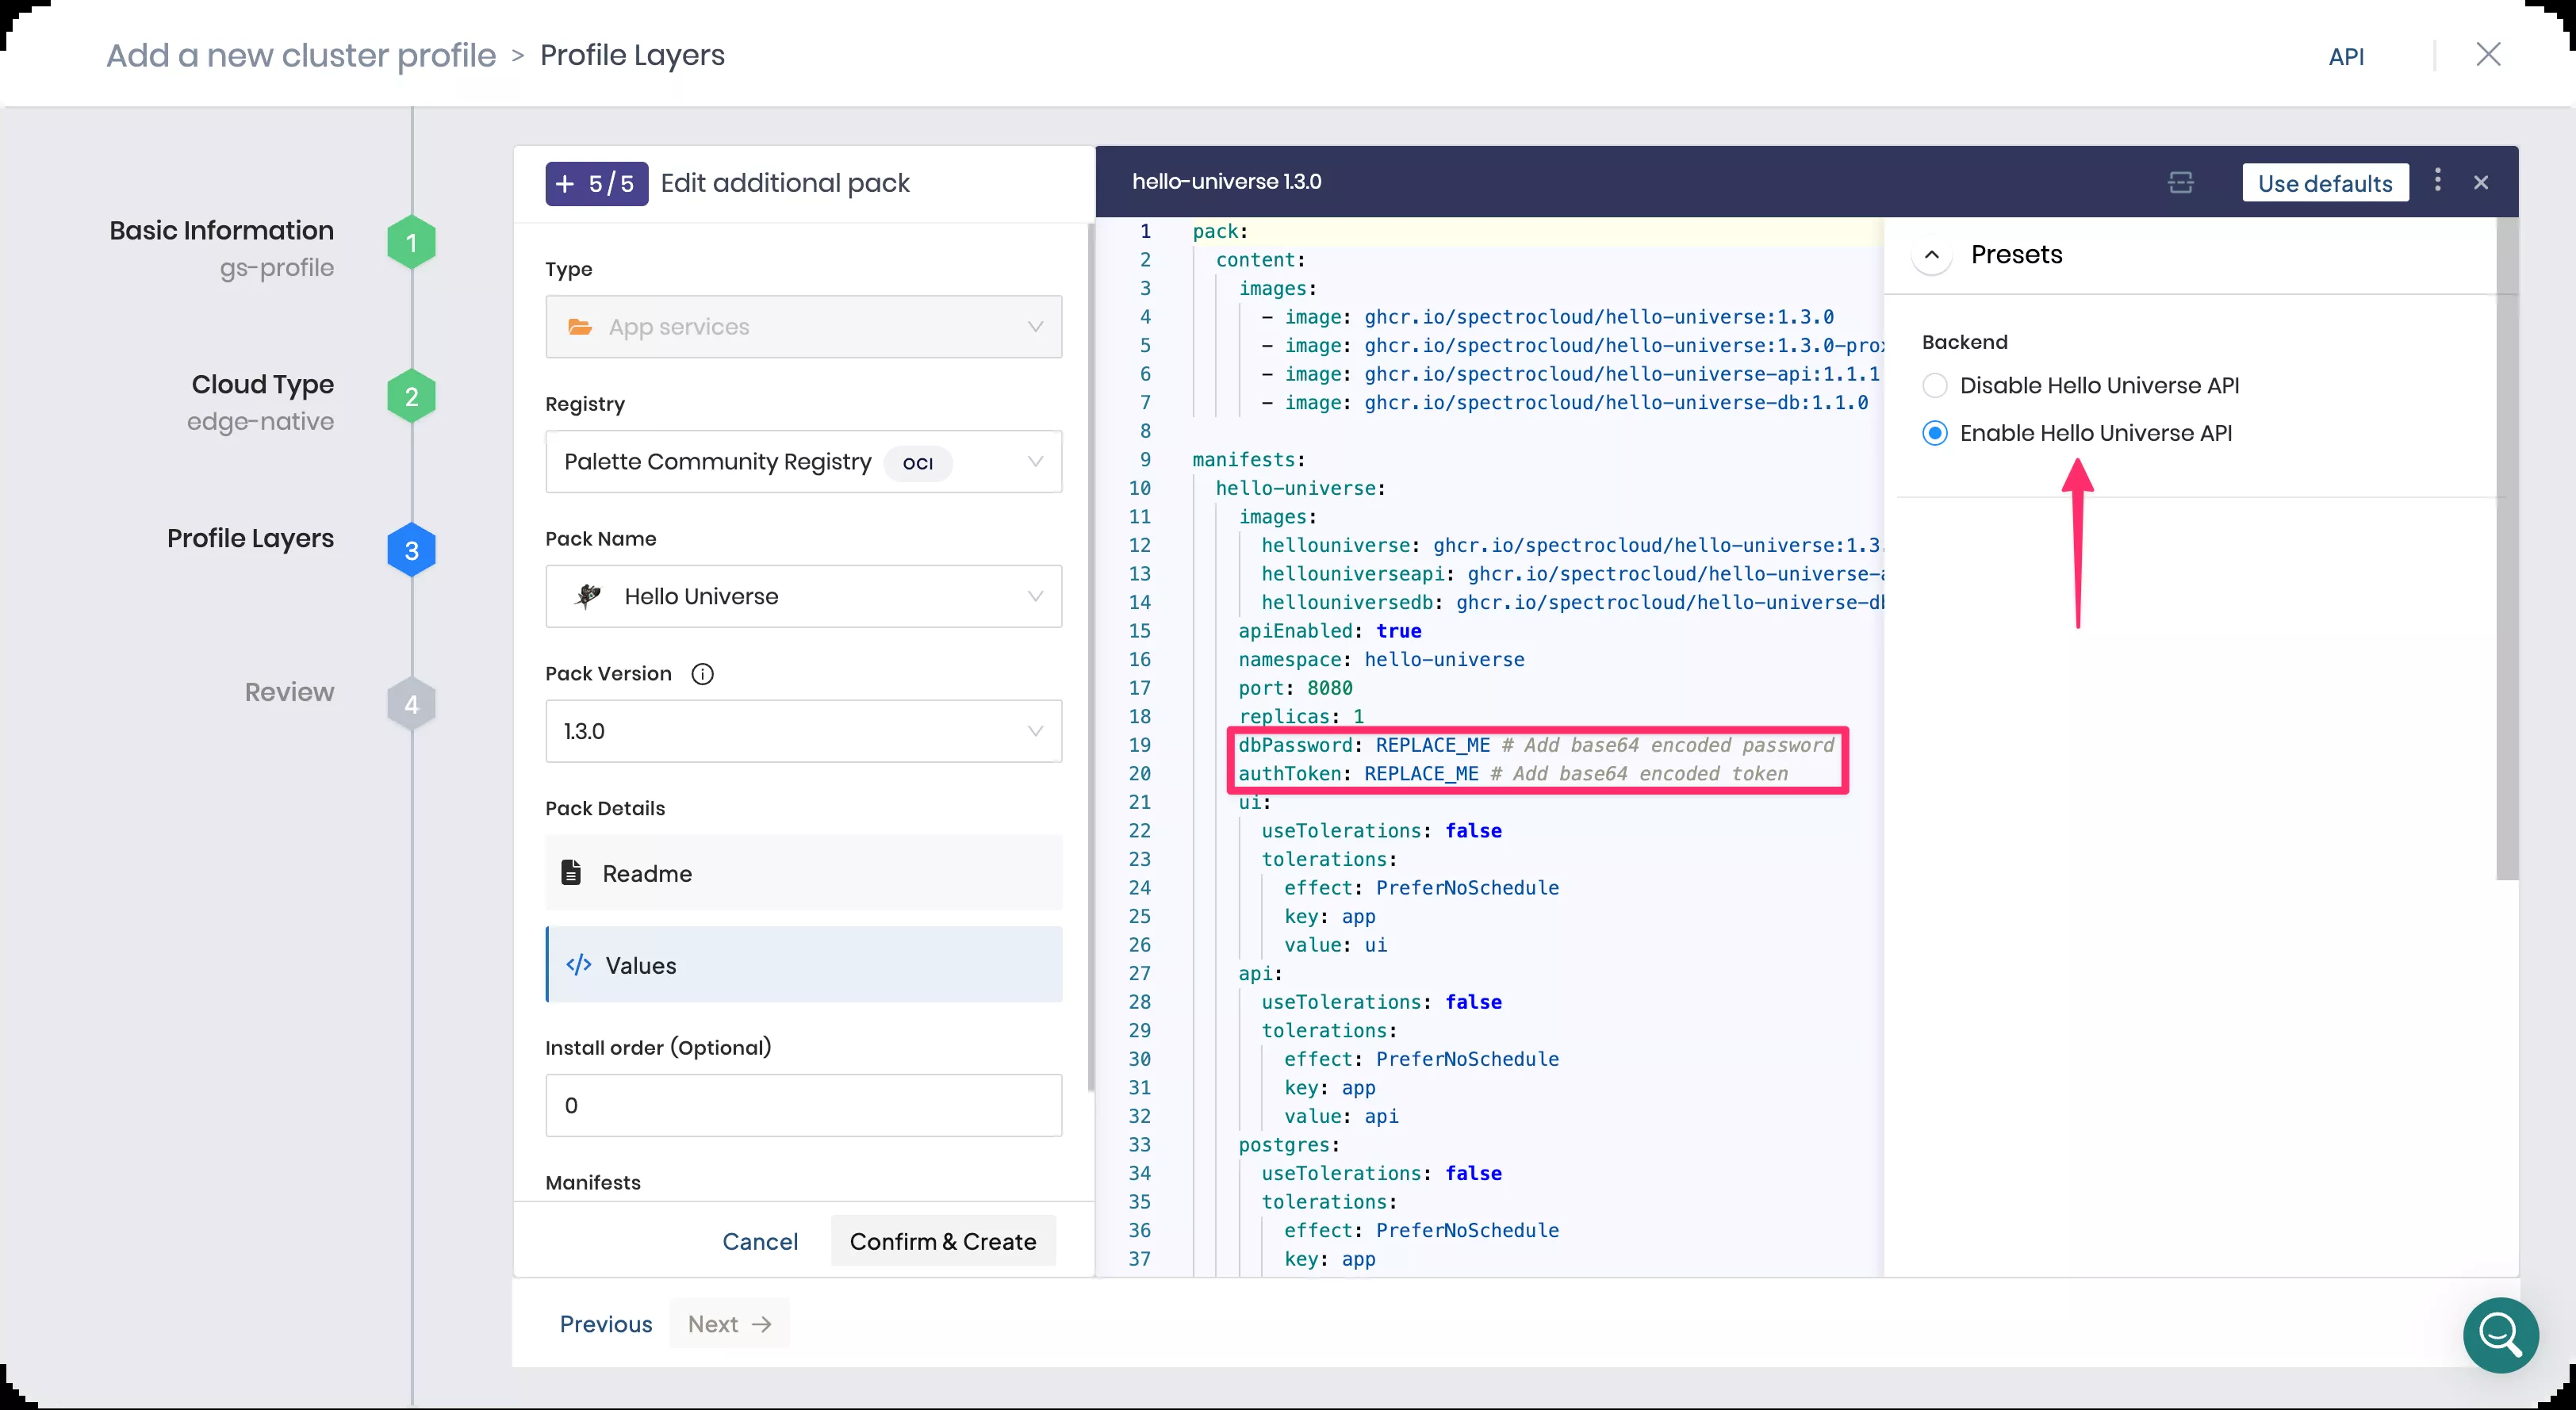 Add a new cluster profile > Profile Layers
API
Basic Information
gs-profile
1
Cloud Type
edge-native
2
Profile Layers
3
Review
4
+ 5/5 Edit additional pack
Type
App services
Registry
Palette Community Registry OCI
Pack Name
Hello Universe
Pack Version
1.3.0
Pack Details
Readme
</> Values
Install order (Optional)
0
Manifests
Cancel Confirm & Create
Previous Next →
hello-universe 1.3.0
Use defaults
1 pack:
2 content:
3 images:
4 - image: ghcr.io/spectrocloud/hello-universe:1.3.0
5 - image: ghcr.io/spectrocloud/hello-universe:1.3.0-prox
6 - image: ghcr.io/spectrocloud/hello-universe-api:1.1.1
7 - image: ghcr.io/spectrocloud/hello-universe-db:1.1.0
8
9 manifests:
10 hello-universe:
11 images:
12 hellouniverse: ghcr.io/spectrocloud/hello-universe:1.3.
13 hellouniverseapi: ghcr.io/spectrocloud/hello-universe-a
14 hellouniversedb: ghcr.io/spectrocloud/hello-universe-db
15 apiEnabled: true
16 namespace: hello-universe
17 port: 8080
18 replicas: 1
19 dbPassword: REPLACE_ME # Add base64 encoded password
20 authToken: REPLACE_ME # Add base64 encoded token
21 ui:
22 useTolerations: false
23 tolerations:
24 effect: PreferNoSchedule
25 key: app
26 value: ui
27 api:
28 useTolerations: false
29 tolerations:
30 effect: PreferNoSchedule
31 key: app
32 value: api
33 postgres:
34 useTolerations: false
35 tolerations:
36 effect: PreferNoSchedule
37 key: app
Presets
Backend
Disable Hello Universe API
Enable Hello Universe API